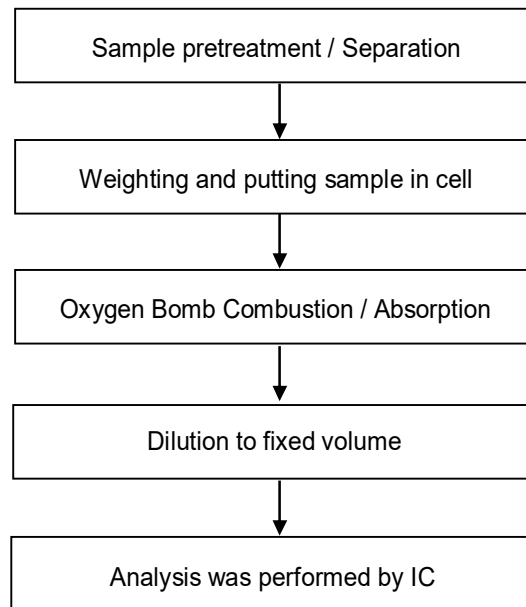 Sample pretreatment / Separation
Weighting and putting sample in cell
Oxygen Bomb Combustion / Absorption
Dilution to fixed volume
Analysis was performed by IC